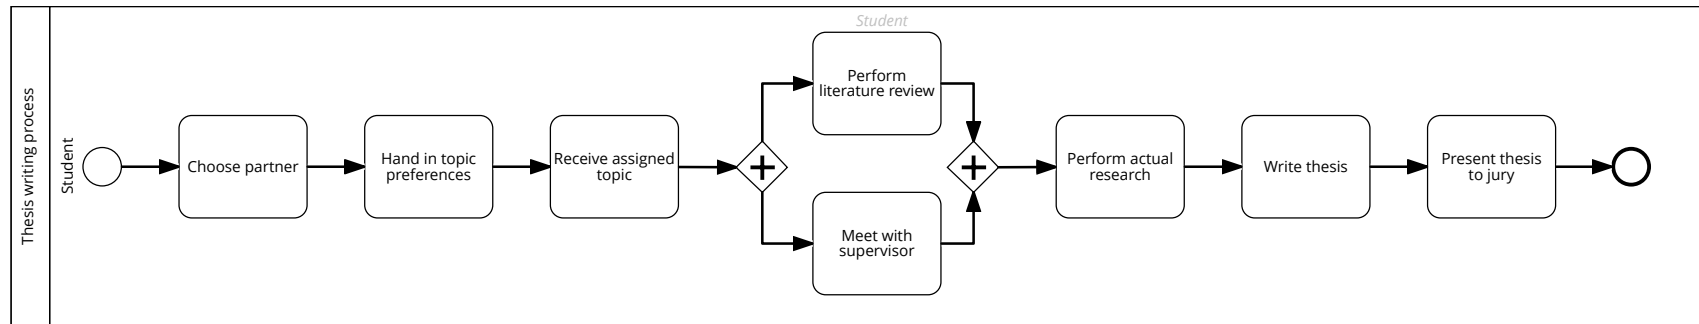 Thesis writing process
Student
Student
Choose partner
Hand in topic
preferences
Receive assigned
topic
Perform
literature review
Meet with
supervisor
Perform actual
research
Write thesis
Present thesis
to jury